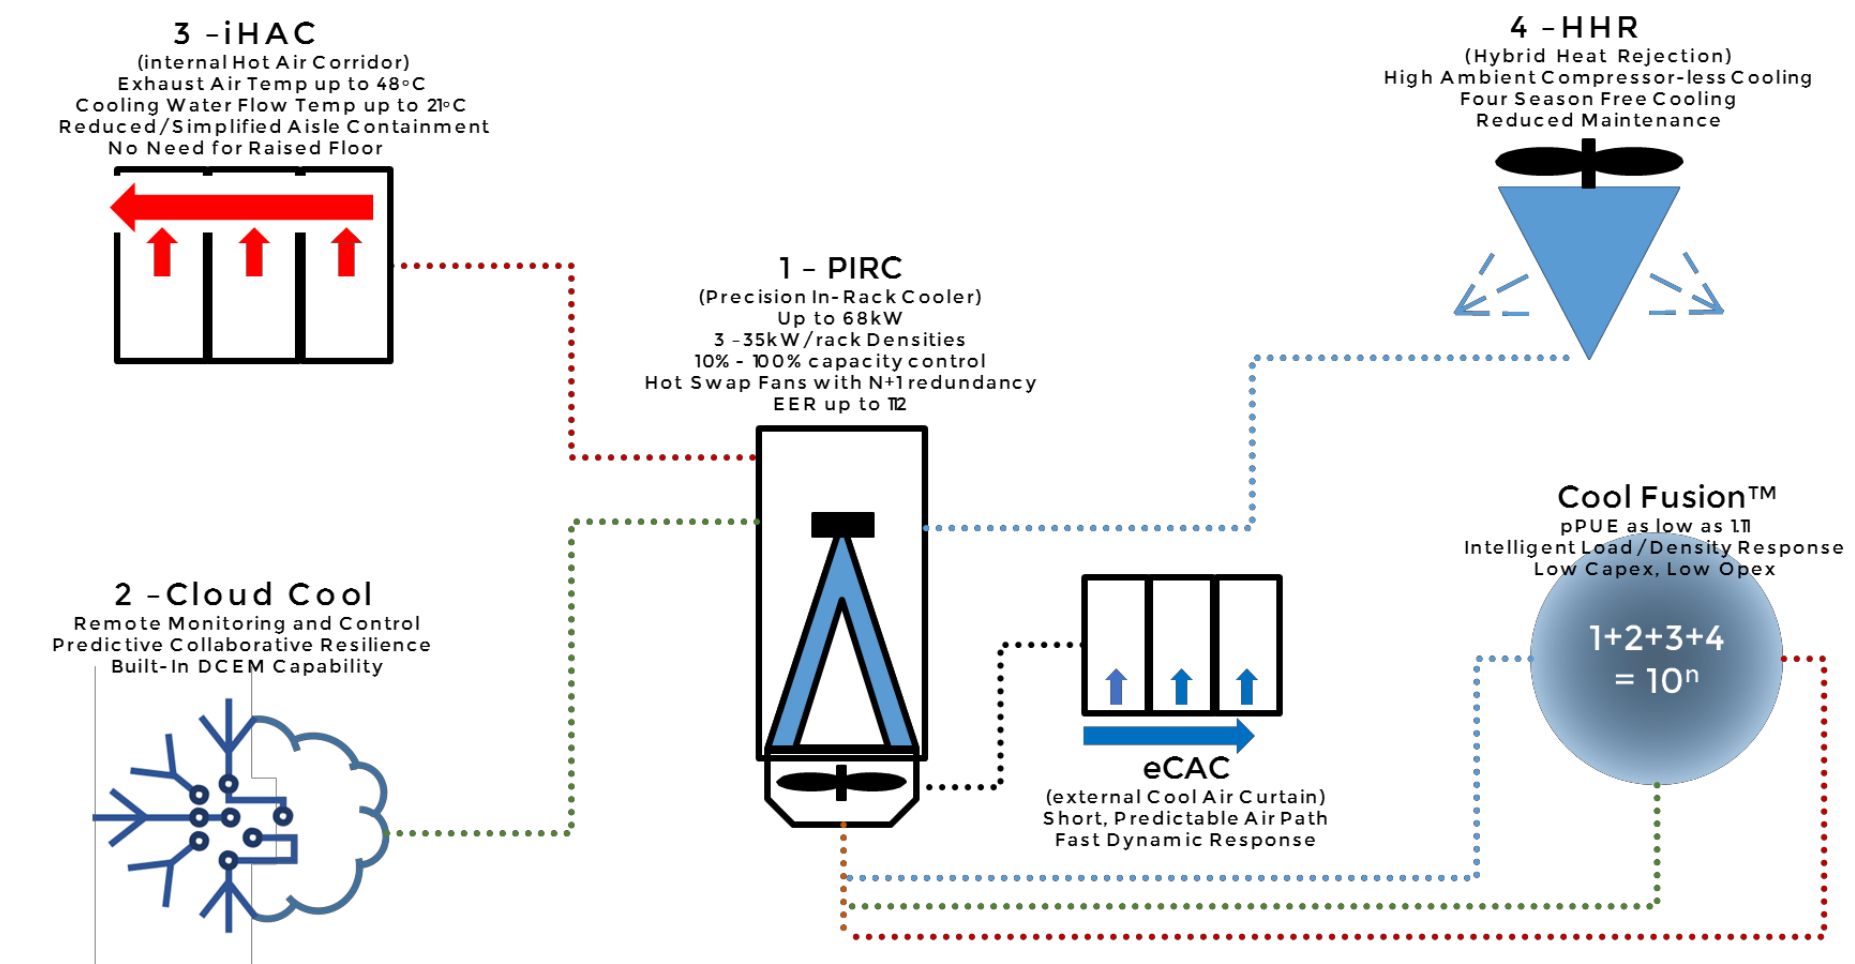 3 -iHAC
(internal Hot Air Corridor)
Exhaust Air Temp up to 48°C
Cooling Water Flow Temp up to 21°C
Reduced/Simplified Aisle Containment
No Need for Raised Floor
4 -HHR
(Hybrid Heat Rejection)
High Ambient Compressor-less Cooling
Four Season Free Cooling
Reduced Maintenance
1 - PIRC
(Precision In-Rack Cooler)
Up to 68kW
3 -35kW/rack Densities
10% - 100% capacity control
Hot Swap Fans with N+1 redundancy
EER up to 112
2 -Cloud Cool
Remote Monitoring and Control
Predictive Collaborative Resilience
Built-In DCEM Capability
eCAC
(external Cool Air Curtain)
Short, Predictable Air Path
Fast Dynamic Response
Cool Fusion™
pPUE as low as 1.11
Intelligent Load/Density Response
Low Capex, Low Opex
1+2+3+4
= 10ⁿ